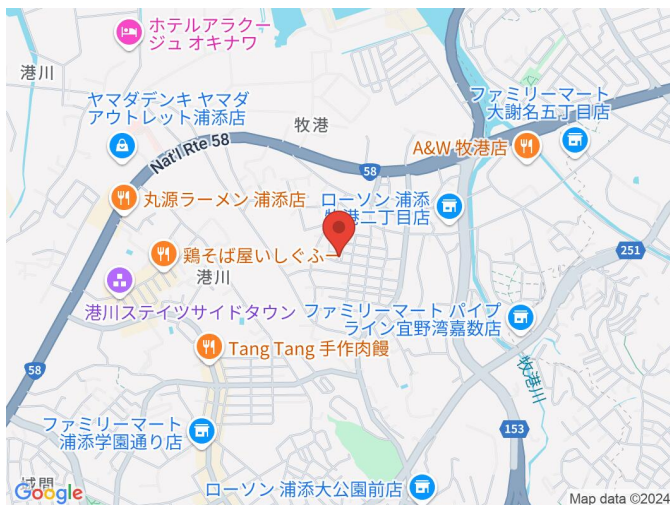 ホテルアラクー
ジュ オキナワ
港川
ヤマダデンキ ヤマダ
アウトレット浦添店
牧港
ファミリーマート
大謝名五丁目店
A&W 牧港店
Nat'l Rte 58
58
丸源ラーメン 浦添店
ローソン 浦添
牧港二丁目店
鶏そば屋いしぐふー
251
港川
港川ステイツサイドタウン
ファミリーマート パイプ
ライン宜野湾嘉数店
Tang Tang 手作肉饅
58
牧港川
ファミリーマート
浦添学園通り店
153
城間
ローソン 浦添大公園前店
Google
Map data ©2024